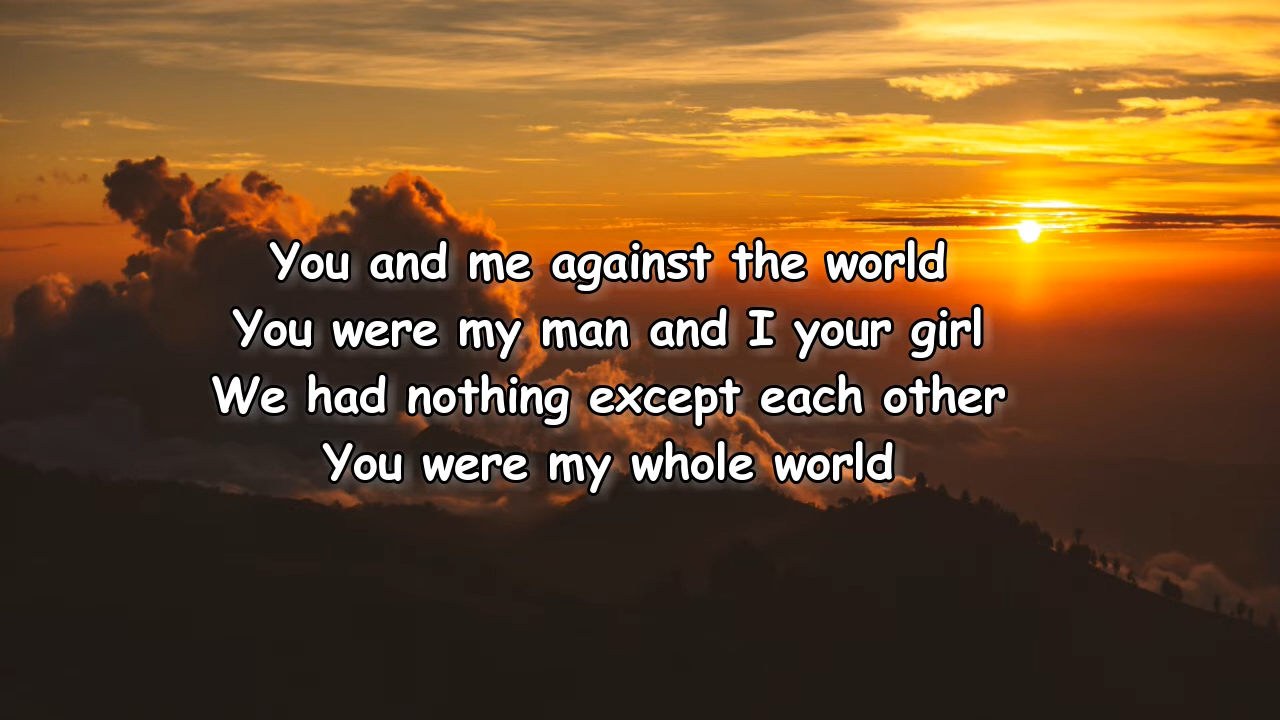 You and me against the world
You were my man and I your girl
We had nothing except each other
You were my whole world